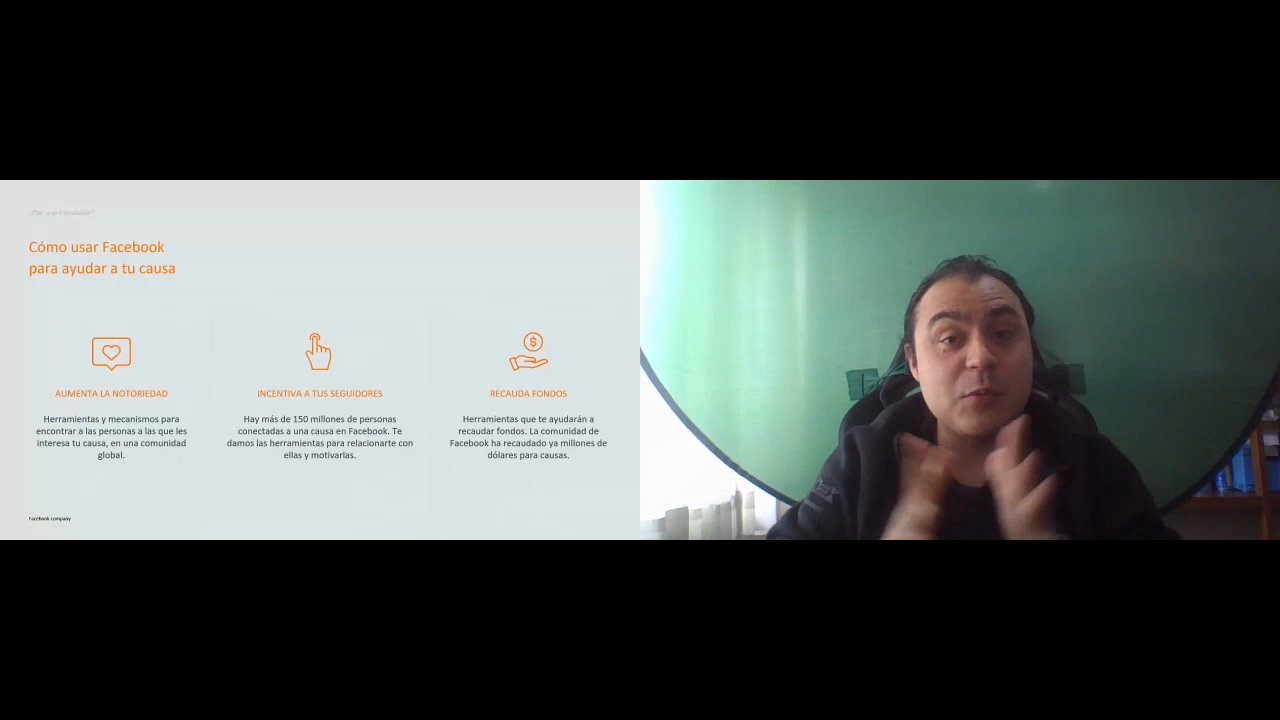 ¿Por qué Facebook?
Cómo usar Facebook
para ayudar a tu causa
AUMENTA LA NOTORIEDAD
Herramientas y mecanismos para
encontrar a las personas a las que les
interesa tu causa, en una comunidad
global.
INCENTIVA A TUS SEGUIDORES
Hay más de 150 millones de personas
conectadas a una causa en Facebook. Te
damos las herramientas para relacionarte con
ellas y motivarlas.
RECAUDA FONDOS
Herramientas que te ayudarán a
recaudar fondos. La comunidad de
Facebook ha recaudado ya millones de
dólares para causas.
Facebook company